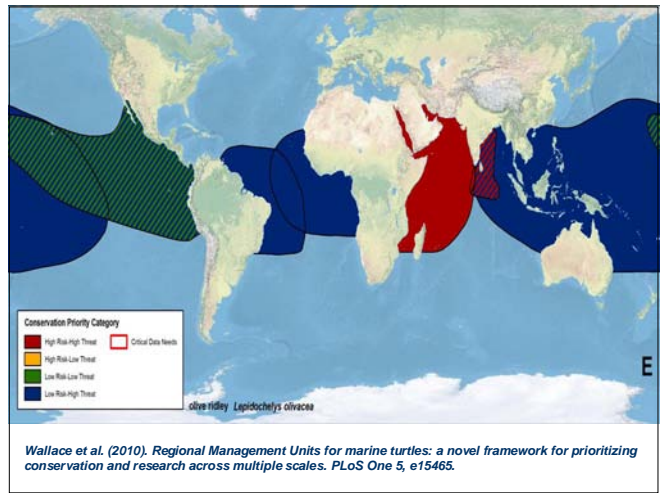 Conservation Priority Category
High Risk-High Threat
Critical Data Needs
High Risk-Low Threat
Low Risk-Low Threat
Low Risk-High Threat
E
olive ridley Lepidochelys olivacea
Wallace et al. (2010). Regional Management Units for marine turtles: a novel framework for prioritizing
conservation and research across multiple scales. PLoS One 5, e15465.